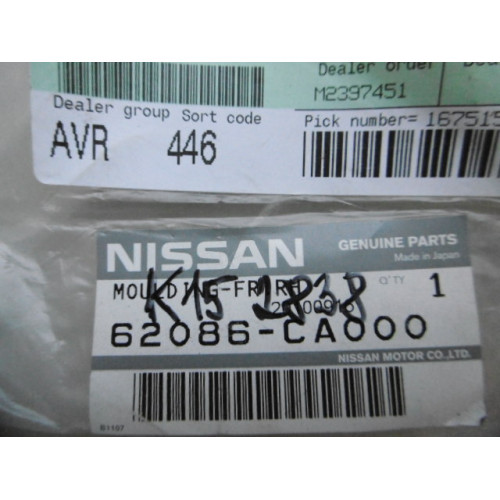 Dealer order
M2397451
Dealer group Sort code
AVR 446
Pick number= 167515
NISSAN
GENUINE PARTS
Made in Japan
MOULDING-FR,RH
Q'TY 1
K15 2838
62086-CA000
NISSAN MOTOR CO.,LTD.
B1197